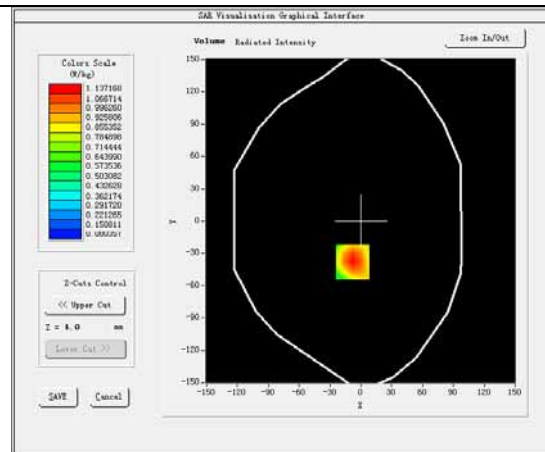 SAR Visualisation Graphical Interface
Volume Radiated Intensity
Zoom In/Out
Colors Scale
(W/kg)
1.137168
1.066714
0.996260
0.925806
0.855352
0.784898
0.714444
0.643990
0.573536
0.503082
0.432628
0.362174
0.291720
0.221265
0.150811
0.080357
Z-Cuts Control
<< Upper Cut
Z = 4.0 mm
Lower Cut >>
SAVE Cancel
150
120
90
60
30
0
-30
-60
-90
-120
-150
Y
-150 -120 -90 -60 -30 0 30 60 90 120 150
X